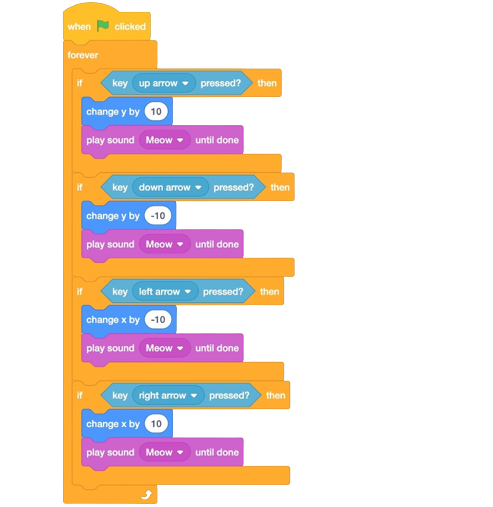 when clicked
forever
if key up arrow pressed? then
change y by 10
play sound Meow until done
if key down arrow pressed? then
change y by -10
play sound Meow until done
if key left arrow pressed? then
change x by -10
play sound Meow until done
if key right arrow pressed? then
change x by 10
play sound Meow until done